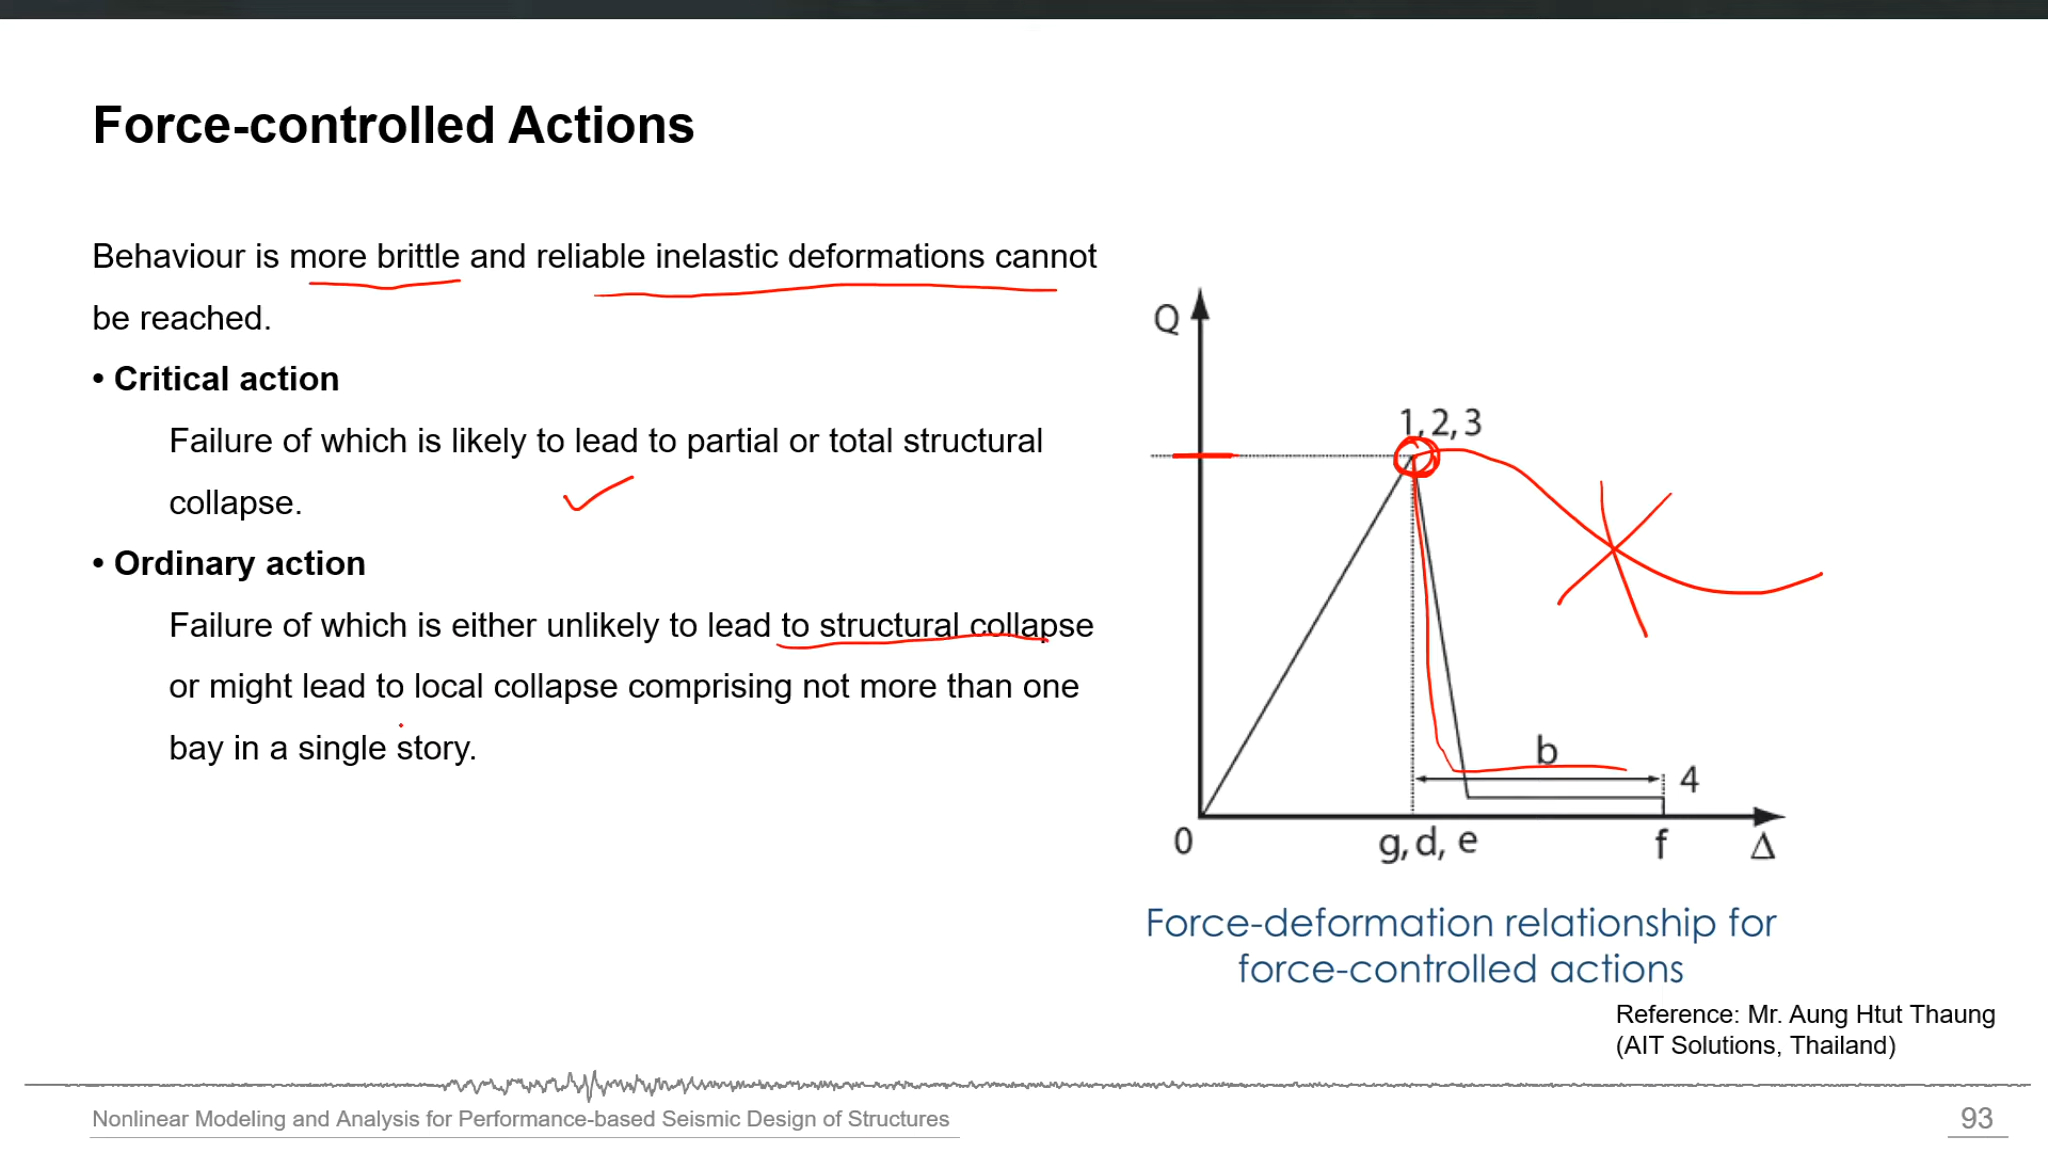 Force-controlled Actions
Behaviour is more brittle and reliable inelastic deformations cannot
be reached.
• Critical action
Failure of which is likely to lead to partial or total structural
collapse.
• Ordinary action
Failure of which is either unlikely to lead to structural collapse
or might lead to local collapse comprising not more than one
bay in a single story.
Q
1, 2, 3
b
4
0
g, d, e
f
Δ
Force-deformation relationship for
force-controlled actions
Reference: Mr. Aung Htut Thaung
(AIT Solutions, Thailand)
Nonlinear Modeling and Analysis for Performance-based Seismic Design of Structures
93